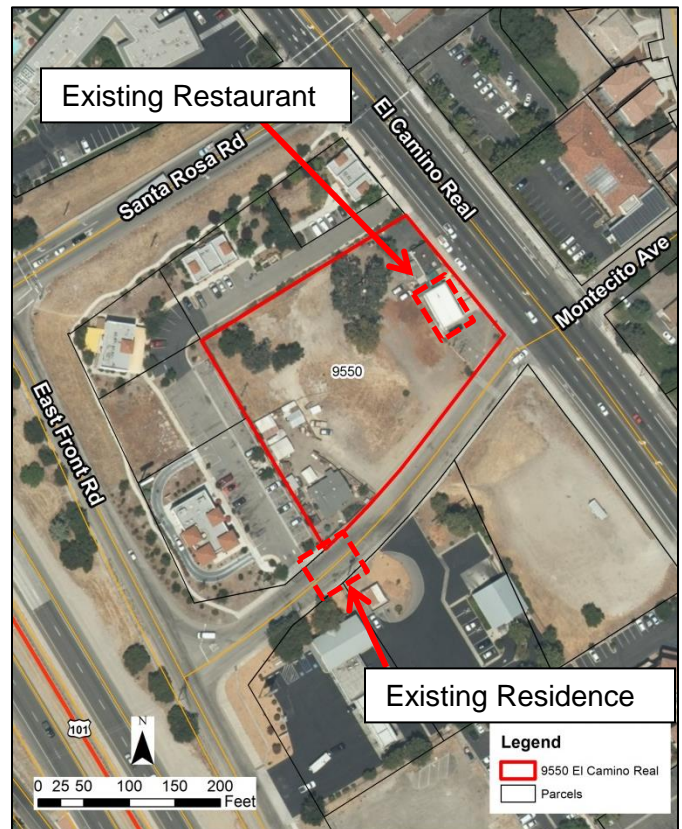 Existing Restaurant
Santa Rosa Rd
El Camino Real
Montecito Ave
9550
East Front Rd
Existing Residence
101
N
0 25 50 100 150 200
Feet
Legend
9550 El Camino Real
Parcels